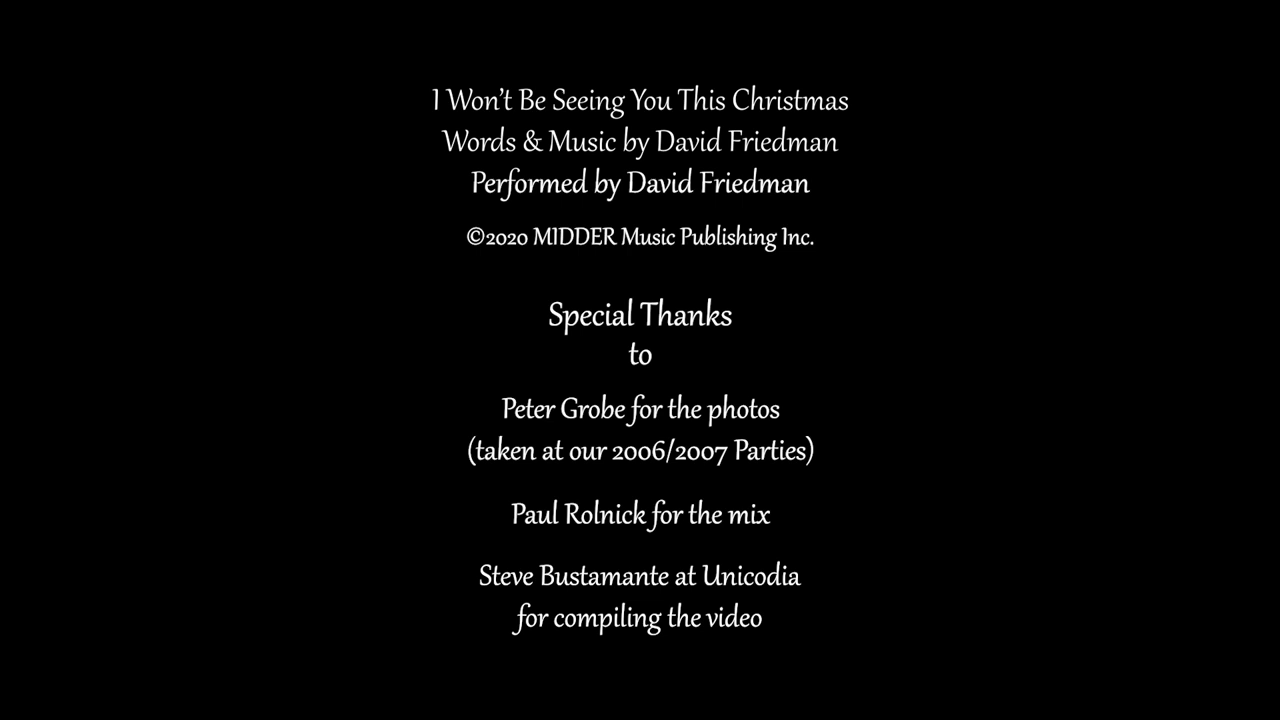 I Won't Be Seeing You This Christmas
Words & Music by David Friedman
Performed by David Friedman
©2020 MIDDER Music Publishing Inc.
Special Thanks
to
Peter Grobe for the photos
(taken at our 2006/2007 Parties)
Paul Rolnick for the mix
Steve Bustamante at Unicodia
for compiling the video